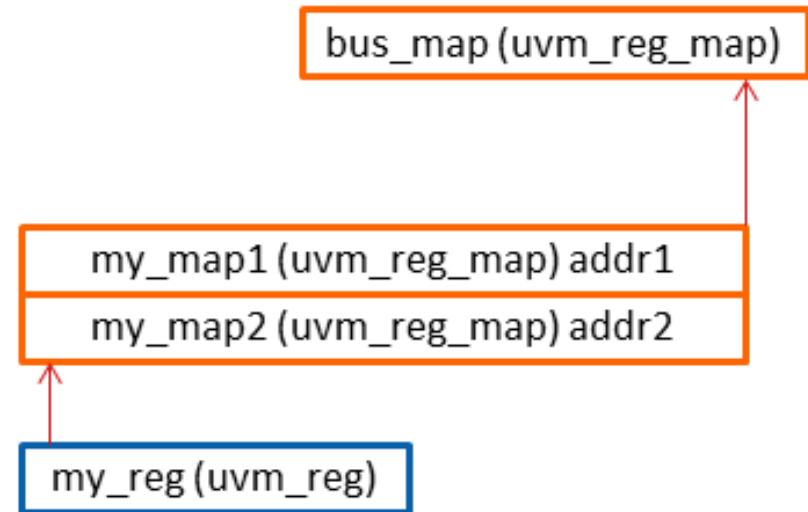 bus_map (uvm_reg_map)
my_map1 (uvm_reg_map) addr1
my_map2 (uvm_reg_map) addr2
my_reg (uvm_reg)